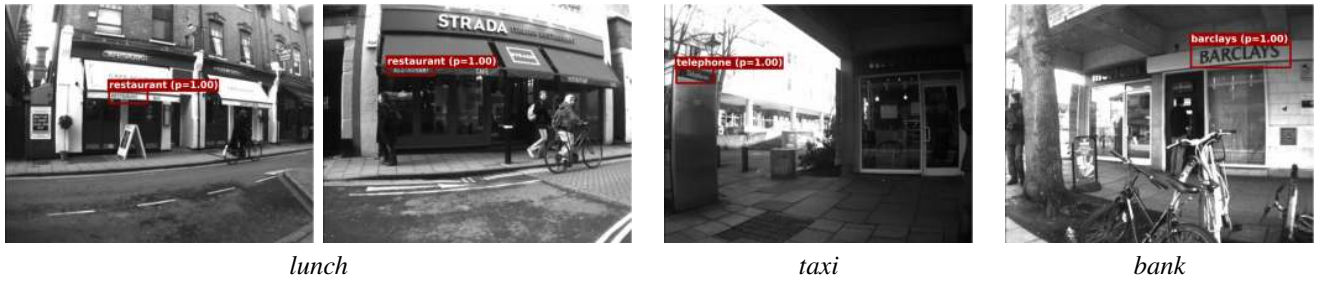 restaurant (p=1.00)
STRADA
restaurant (p=1.00)
telephone (p=1.00)
barclays (p=1.00)
BARCLAYS
lunch
taxi
bank